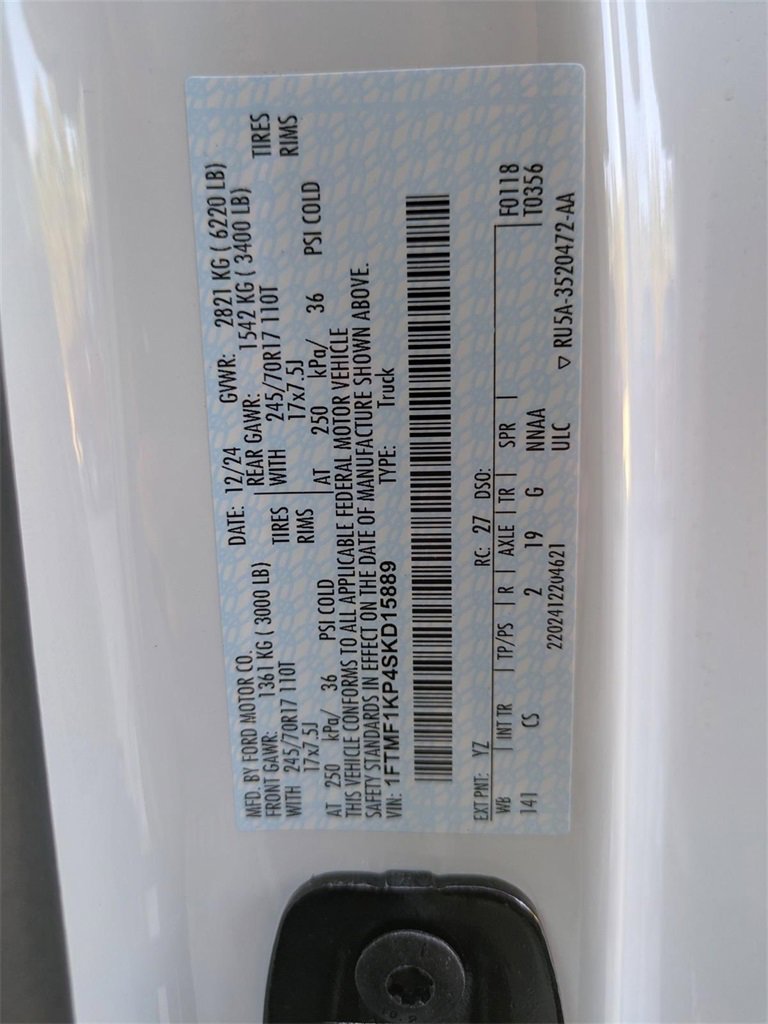 MFD. BY FORD MOTOR CO. DATE: 12/24 GVWR: 2821 KG ( 6220 LB)
FRONT GAWR: 1361 KG ( 3000 LB) REAR GAWR: 1542 KG ( 3400 LB)
WITH 245/70R17 110T TIRES WITH 245/70R17 110T TIRES
17x7.5J RIMS 17x7.5J RIMS
AT 250 kPa/ 36 PSI COLD AT 250 kPa/ 36 PSI COLD
THIS VEHICLE CONFORMS TO ALL APPLICABLE FEDERAL MOTOR VEHICLE
SAFETY STANDARDS IN EFFECT ON THE DATE OF MANUFACTURE SHOWN ABOVE.
VIN: 1FTMF1KP4SKD15889 TYPE: Truck
EXT PNT: YZ RC: 27 DSO: F0118
WB INT TR TP/PS R AXLE TR SPR T0356
141 CS 2 19 G NNAA
2202412204621 ULC ▽ RU5A-3520472-AA